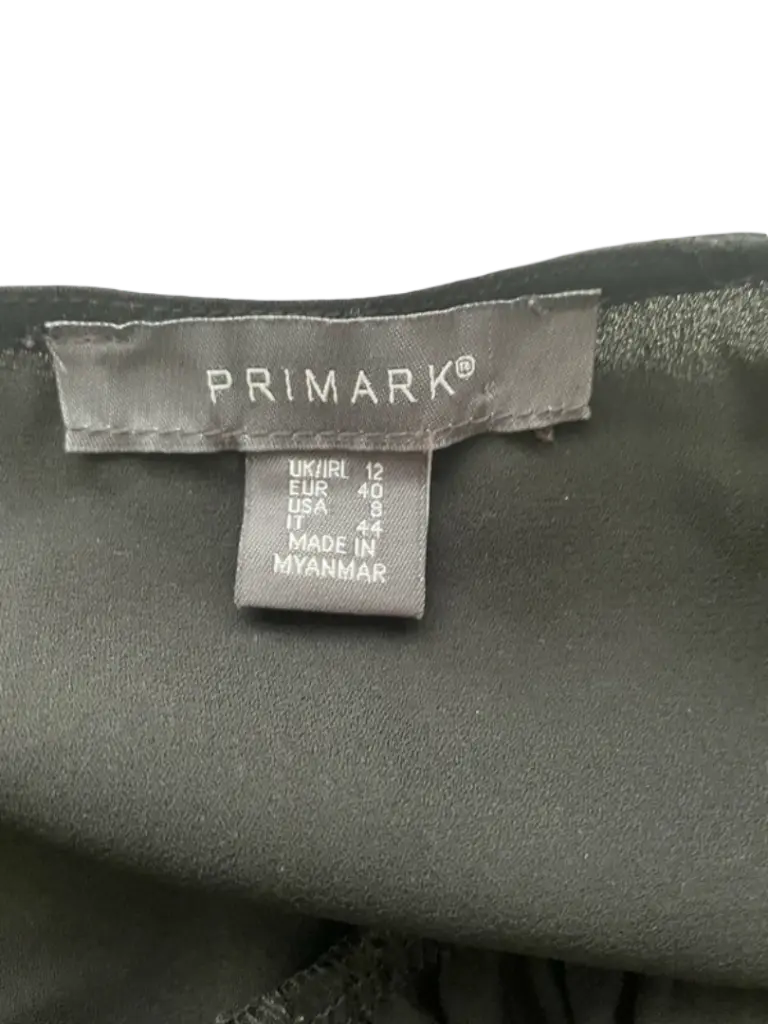 PRIMARK®
UK/IRL 12
EUR 40
USA 8
IT 44
MADE IN
MYANMAR